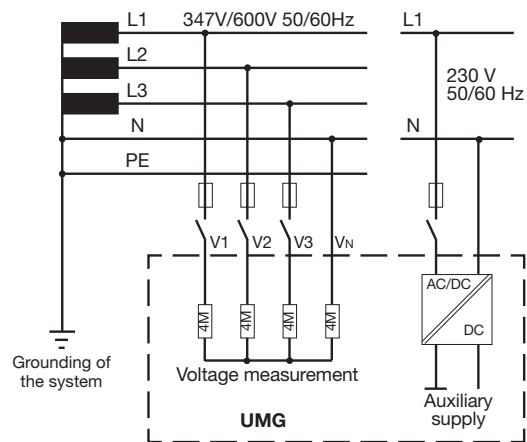 L1 347V/600V 50/60Hz L1
L2
L3
230 V
50/60 Hz
N N
PE
V1 V2 V3 VN
4M 4M 4M 4M
AC/DC
DC
Grounding of
the system
Voltage measurement
Auxiliary
supply
UMG